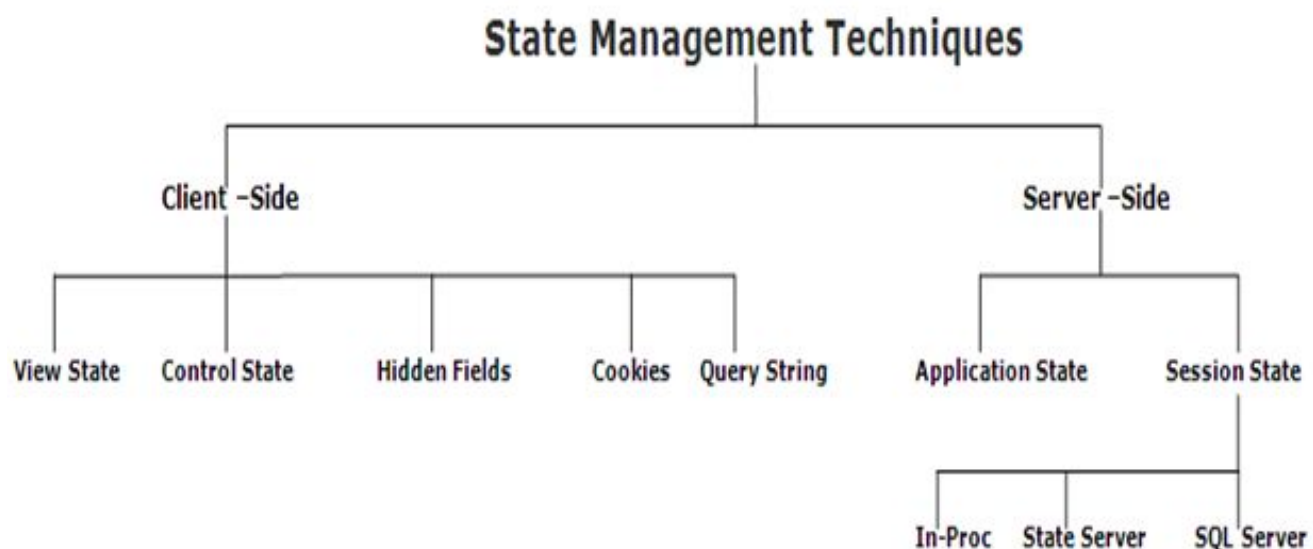 State Management Techniques
Client -Side
Server -Side
View State
Control State
Hidden Fields
Cookies
Query String
Application State
Session State
In-Proc
State Server
SQL Server